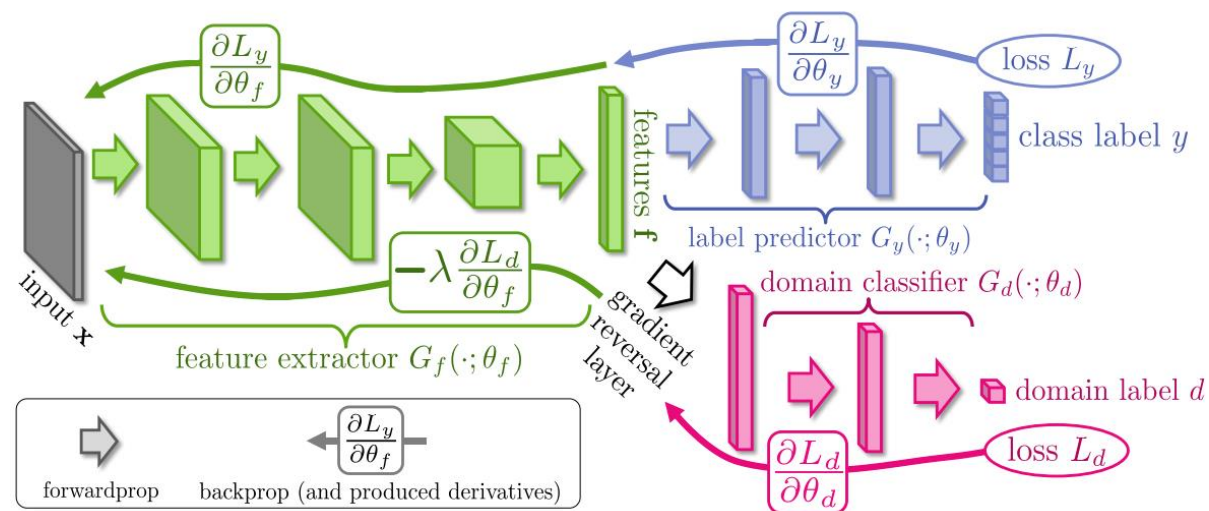 ∂L_y/∂θ_f
∂L_y/∂θ_y
loss L_y
input x
features f
class label y
label predictor G_y(·; θ_y)
−λ ∂L_d/∂θ_f
feature extractor G_f(·; θ_f)
gradient
reversal
layer
domain classifier G_d(·; θ_d)
domain label d
∂L_d/∂θ_d
loss L_d
∂L_y/∂θ_f
forwardprop
backprop (and produced derivatives)